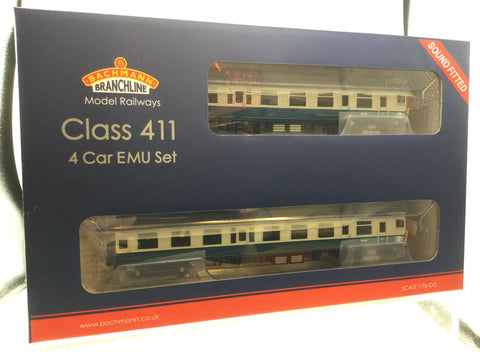 BACHMANN
BRANCHLINE
Model Railways
Class 411
4 Car EMU Set
SOUND FITTED
www.bachmann.co.uk
SCALE 1:76/OO